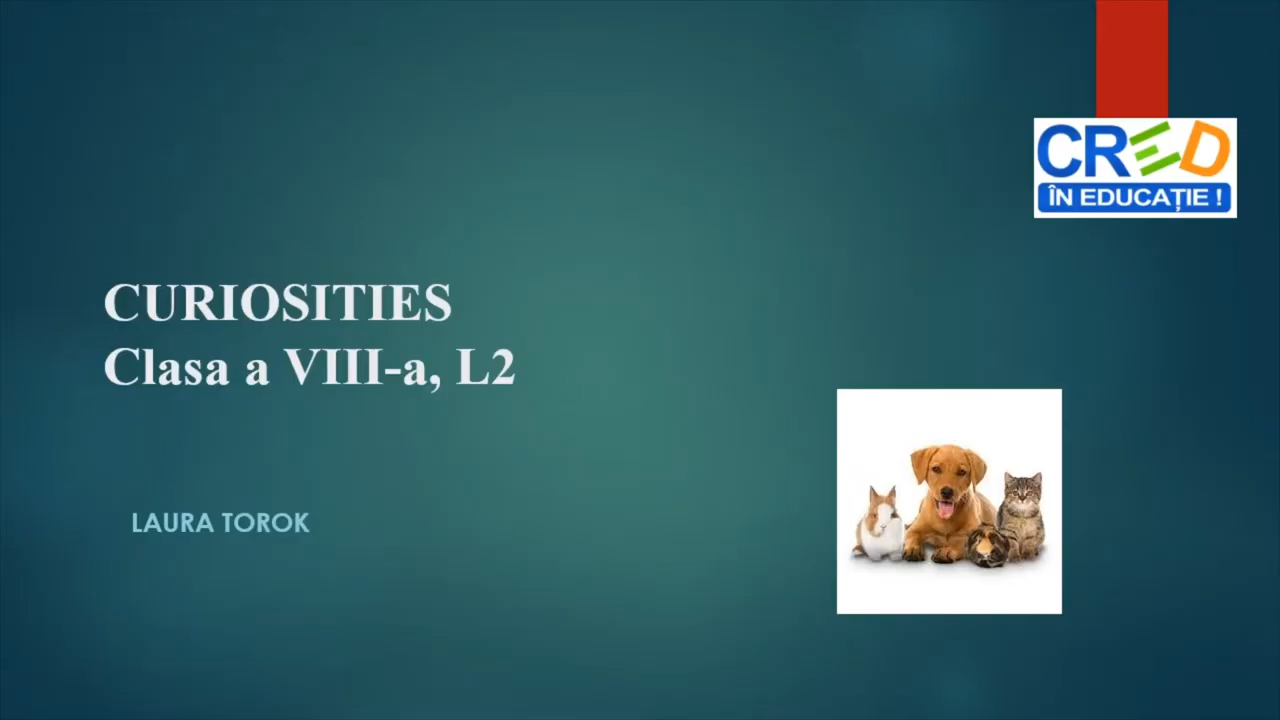 CRED
ÎN EDUCAȚIE !
CURIOSITIES
Clasa a VIII-a, L2
LAURA TOROK